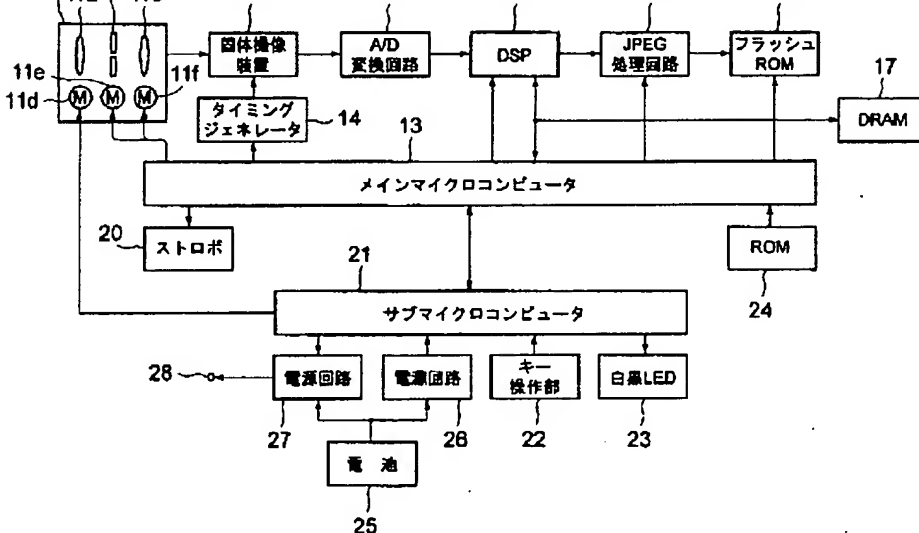 11e
11f
11d
固体撮像
装置
A/D
変換回路
DSP
JPEG
処理回路
フラッシュ
ROM
17
DRAM
タイミング
ジェネレータ
14
13
メインマイクロコンピュータ
20
ストロボ
ROM
24
21
サブマイクロコンピュータ
28
電源回路
電源回路
キー
操作部
白黒LED
27
26
22
23
電 池
25